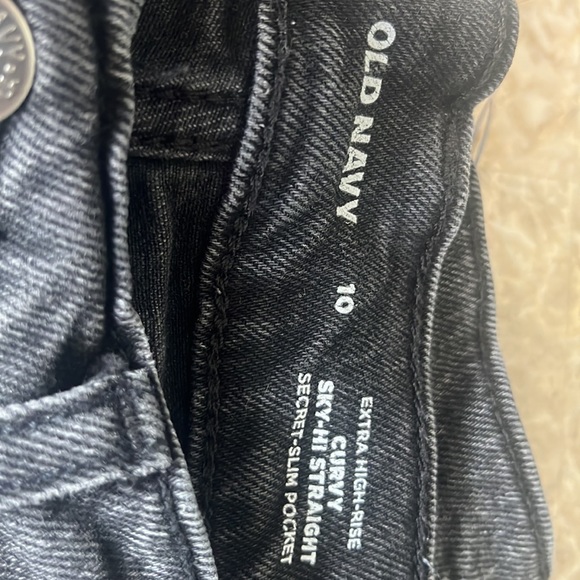 OLD NAVY
10
EXTRA HIGH-RISE
CURVY
SKY-HI STRAIGHT
SECRET-SLIM POCKET